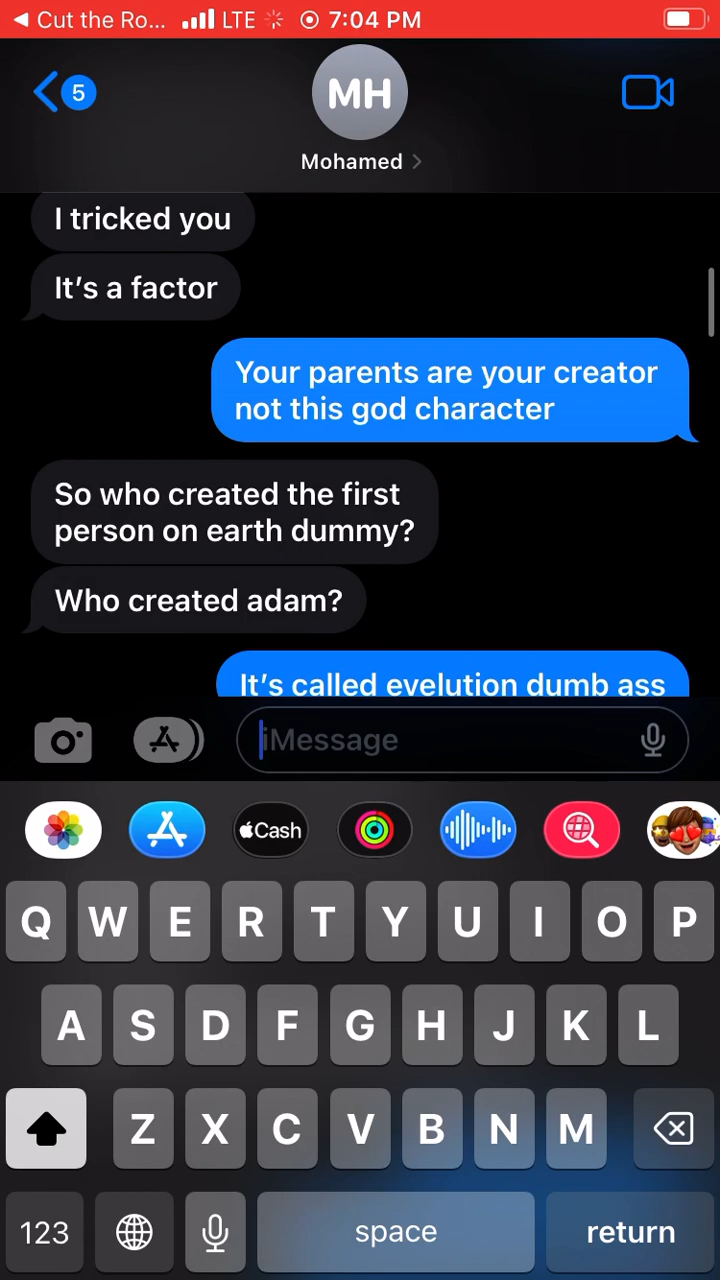 Cut the Ro... LTE 7:04 PM
5
MH
Mohamed
I tricked you
It’s a factor
Your parents are your creator
not this god character
So who created the first
person on earth dummy?
Who created adam?
It’s called evelution dumb ass
iMessage
Cash
Q W E R T Y U I O P
A S D F G H J K L
Z X C V B N M
123 space return